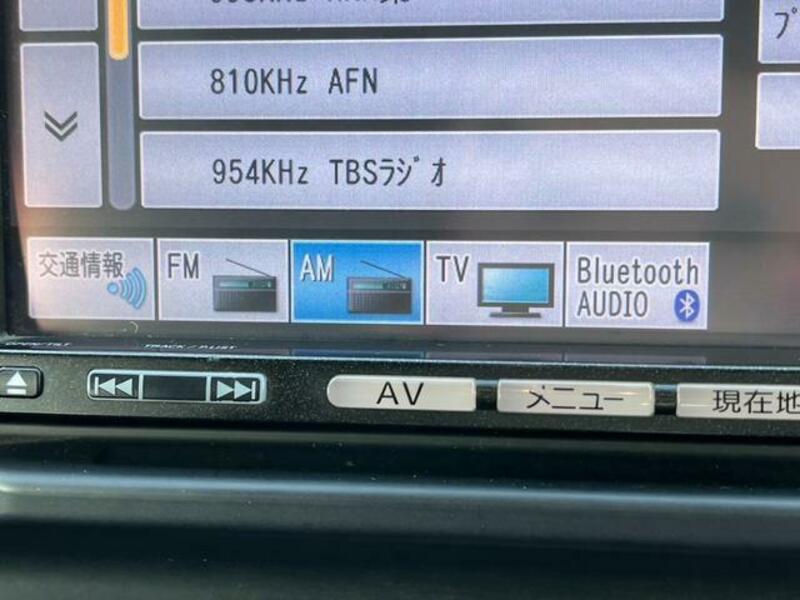 810KHz AFN
954KHz TBSラジオ
交通情報
FM
AM
TV
Bluetooth
AUDIO
AV
メニュー
現在地